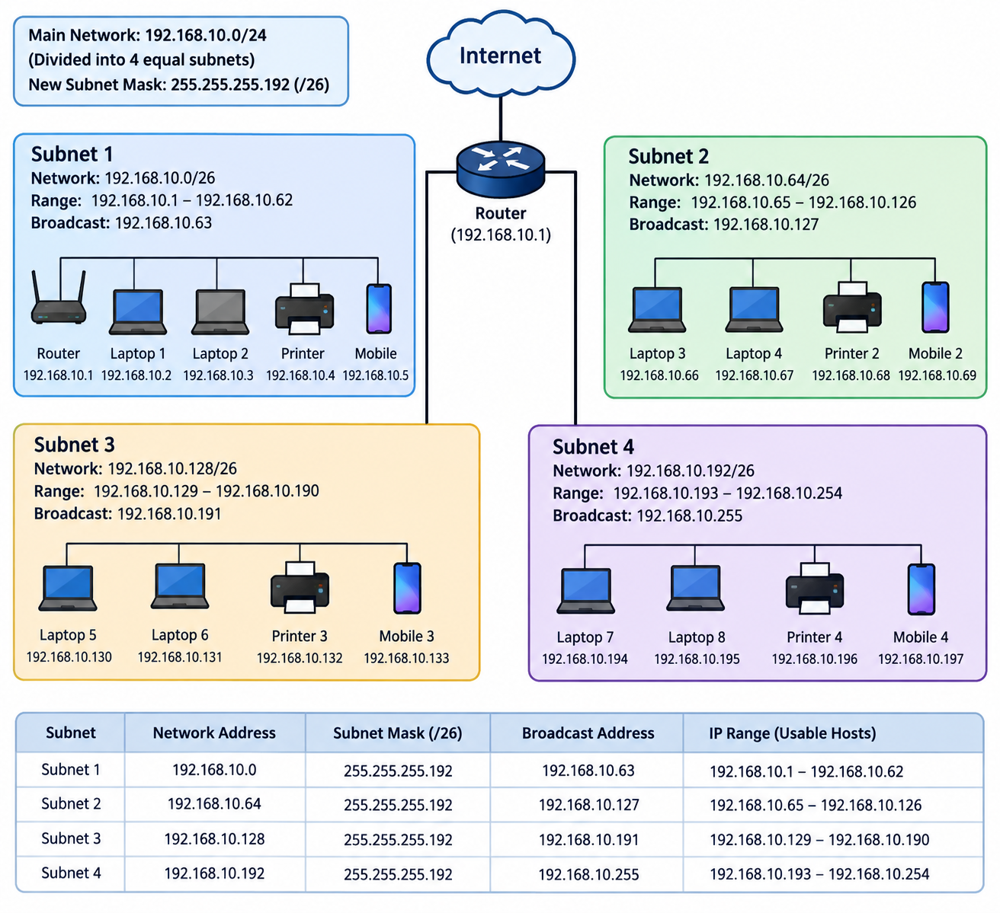 Main Network: 192.168.10.0/24
(Divided into 4 equal subnets)
New Subnet Mask: 255.255.255.192 (/26)
Internet
Router
(192.168.10.1)
Subnet 1
Network: 192.168.10.0/26
Range: 192.168.10.1 – 192.168.10.62
Broadcast: 192.168.10.63
Router Laptop 1 Laptop 2 Printer Mobile
192.168.10.1 192.168.10.2 192.168.10.3 192.168.10.4 192.168.10.5
Subnet 2
Network: 192.168.10.64/26
Range: 192.168.10.65 – 192.168.10.126
Broadcast: 192.168.10.127
Laptop 3 Laptop 4 Printer 2 Mobile 2
192.168.10.66 192.168.10.67 192.168.10.68 192.168.10.69
Subnet 3
Network: 192.168.10.128/26
Range: 192.168.10.129 – 192.168.10.190
Broadcast: 192.168.10.191
Laptop 5 Laptop 6 Printer 3 Mobile 3
192.168.10.130 192.168.10.131 192.168.10.132 192.168.10.133
Subnet 4
Network: 192.168.10.192/26
Range: 192.168.10.193 – 192.168.10.254
Broadcast: 192.168.10.255
Laptop 7 Laptop 8 Printer 4 Mobile 4
192.168.10.194 192.168.10.195 192.168.10.196 192.168.10.197
Subnet Network Address Subnet Mask (/26) Broadcast Address IP Range (Usable Hosts)
Subnet 1 192.168.10.0 255.255.255.192 192.168.10.63 192.168.10.1 – 192.168.10.62
Subnet 2 192.168.10.64 255.255.255.192 192.168.10.127 192.168.10.65 – 192.168.10.126
Subnet 3 192.168.10.128 255.255.255.192 192.168.10.191 192.168.10.129 – 192.168.10.190
Subnet 4 192.168.10.192 255.255.255.192 192.168.10.255 192.168.10.193 – 192.168.10.254